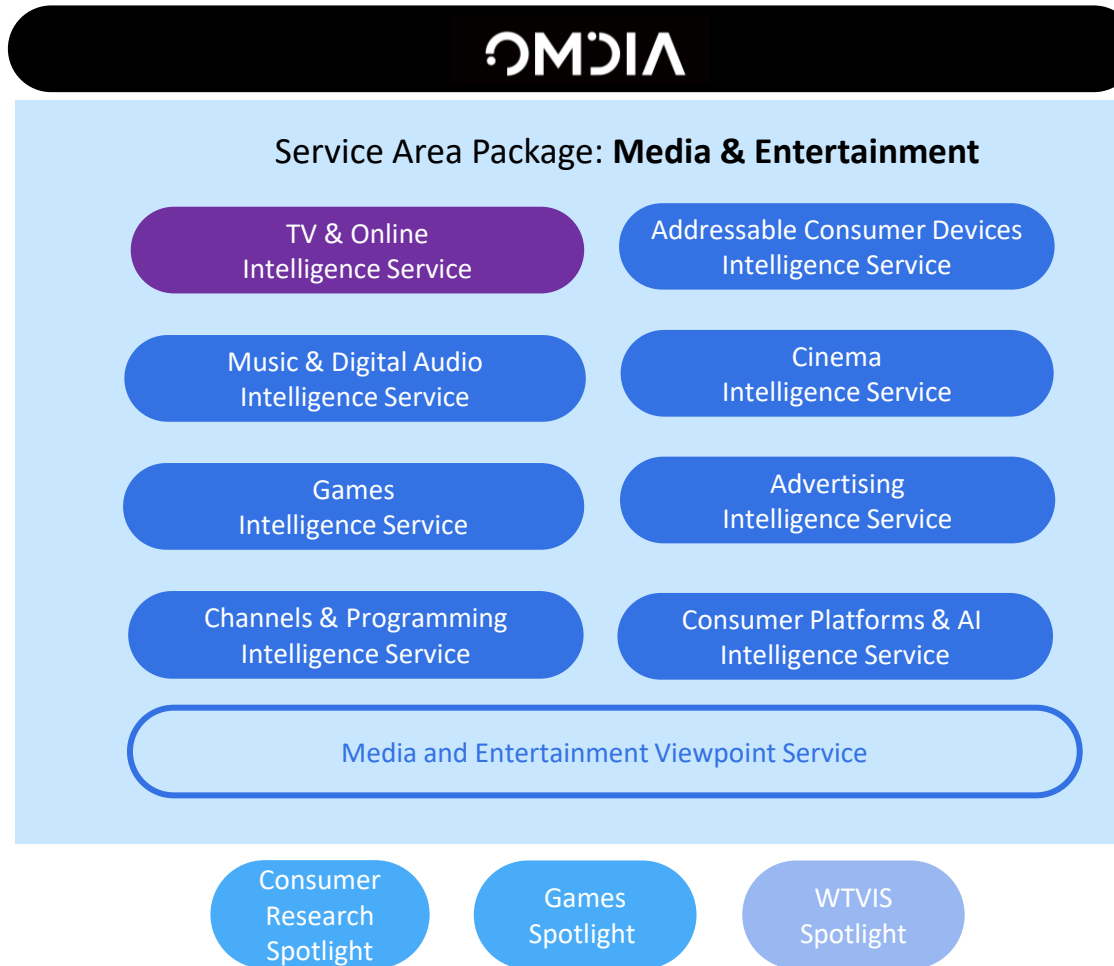 OMDIA
Service Area Package: Media & Entertainment
TV & Online
Intelligence Service
Addressable Consumer Devices
Intelligence Service
Music & Digital Audio
Intelligence Service
Cinema
Intelligence Service
Games
Intelligence Service
Advertising
Intelligence Service
Channels & Programming
Intelligence Service
Consumer Platforms & AI
Intelligence Service
Media and Entertainment Viewpoint Service
Consumer
Research
Spotlight
Games
Spotlight
WTVIS
Spotlight